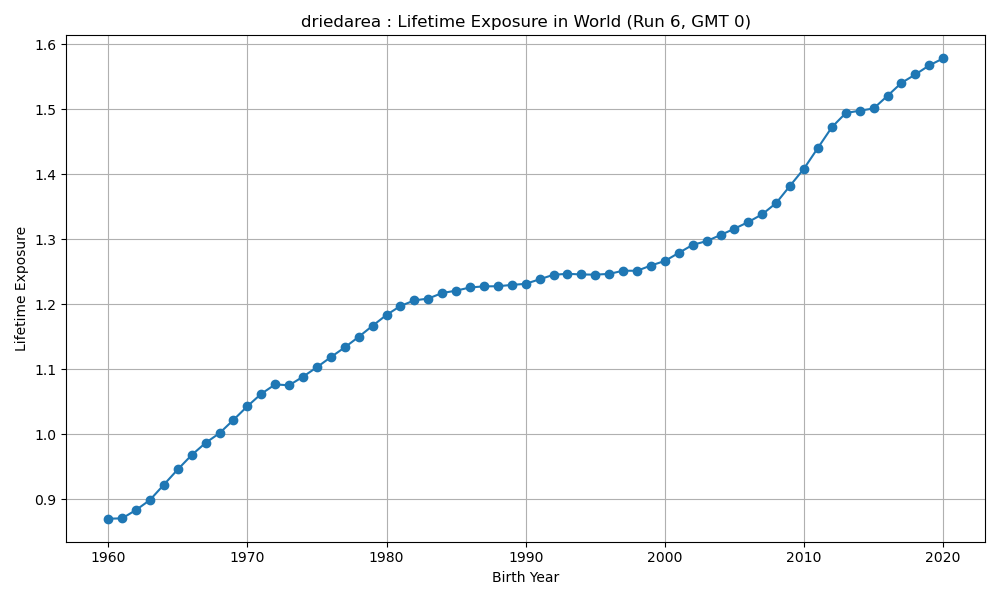 driedarea : Lifetime Exposure in World (Run 6, GMT 0)
Lifetime Exposure
1.6
1.5
1.4
1.3
1.2
1.1
1.0
0.9
1960 1970 1980 1990 2000 2010 2020
Birth Year